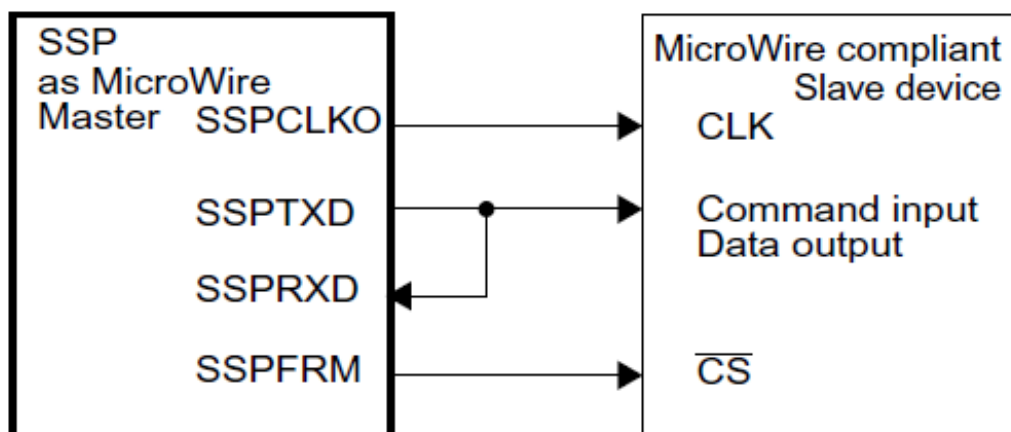 SSP
as MicroWire
Master
SSPCLKO
SSPTXD
SSPRXD
SSPFRM
MicroWire compliant
Slave device
CLK
Command input
Data output
CS